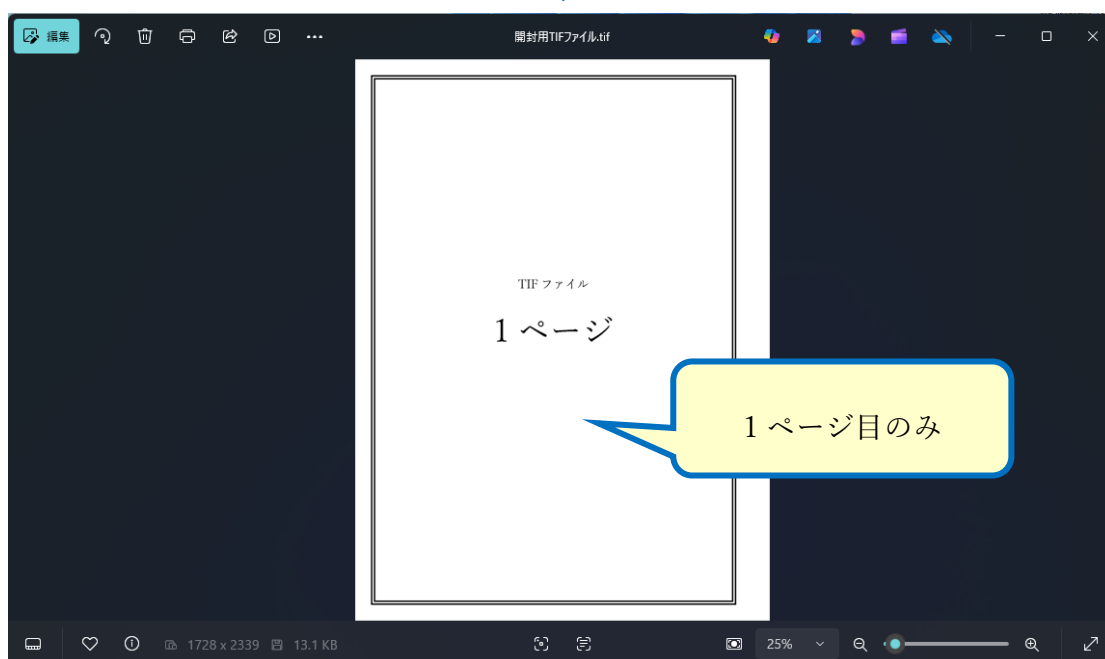 編集
開封用TIFファイル.tif
TIF ファイル
1 ページ
1 ページ目のみ
1728 x 2339
13.1 KB
25%